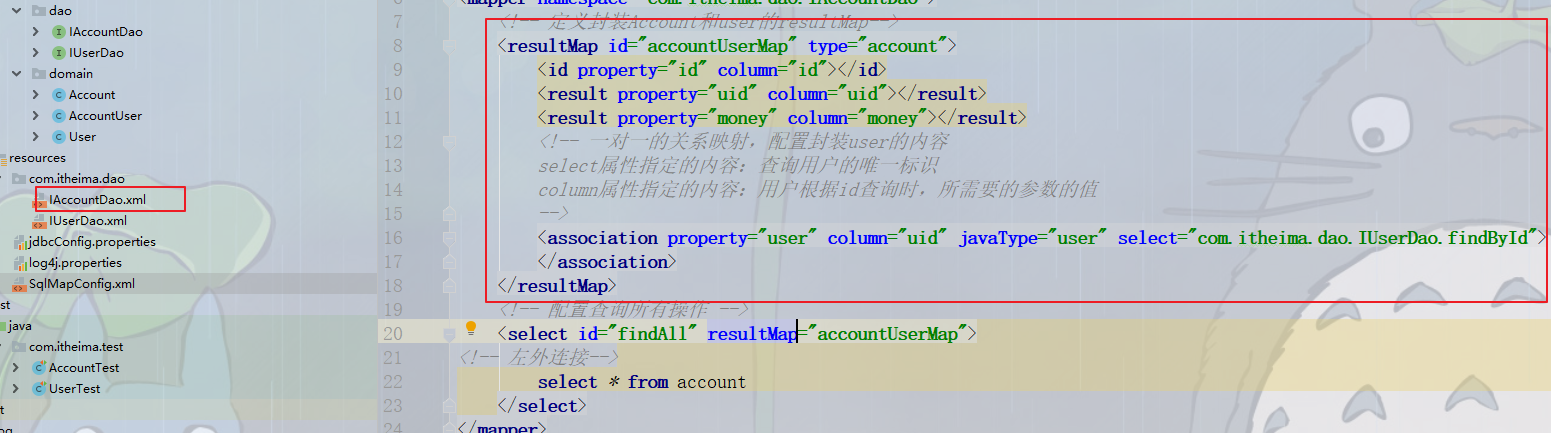 dao
IAccountDao
IUserDao
domain
Account
AccountUser
User
resources
com.itheima.dao
IAccountDao.xml
IUserDao.xml
jdbcConfig.properties
log4j.properties
SqlMapConfig.xml
st
java
com.itheima.test
AccountTest
UserTest
t
7 <!-- 定义封装Account和user的resultMap-->
8 <resultMap id="accountUserMap" type="account">
9 <id property="id" column="id"></id>
10 <result property="uid" column="uid"></result>
11 <result property="money" column="money"></result>
12 <!-- 一对一的关系映射，配置封装user的内容
13 select属性指定的内容：查询用户的唯一标识
14 column属性指定的内容：用户根据id查询时，所需要的参数的值
15 -->
16 <association property="user" column="uid" javaType="user" select="com.itheima.dao.IUserDao.findById">
17 </association>
18 </resultMap>
19 <!-- 配置查询所有操作 -->
20 <select id="findAll" resultMap="accountUserMap">
21 <!-- 左外连接-->
22 select * from account
23 </select>
24 </mapper>